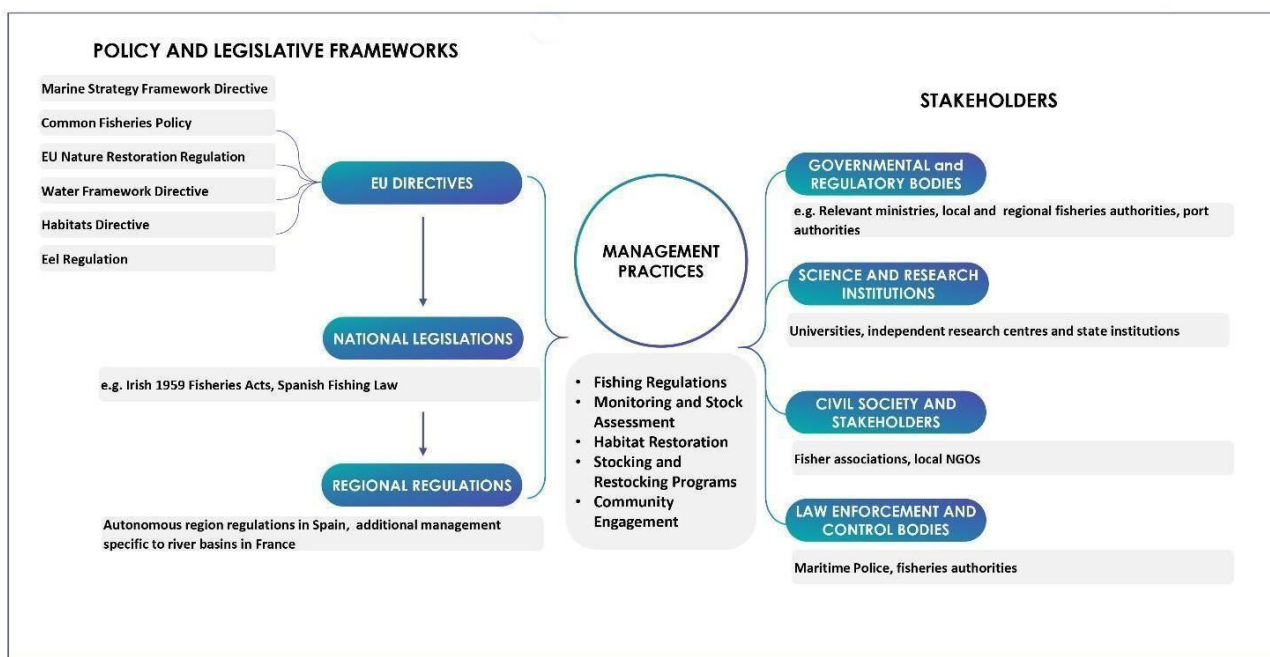 POLICY AND LEGISLATIVE FRAMEWORKS
Marine Strategy Framework Directive
Common Fisheries Policy
EU Nature Restoration Regulation
Water Framework Directive
Habitats Directive
Eel Regulation
EU DIRECTIVES
NATIONAL LEGISLATIONS
e.g. Irish 1959 Fisheries Acts, Spanish Fishing Law
REGIONAL REGULATIONS
Autonomous region regulations in Spain, additional management
specific to river basins in France
MANAGEMENT
PRACTICES
• Fishing Regulations
• Monitoring and Stock
Assessment
• Habitat Restoration
• Stocking and
Restocking Programs
• Community
Engagement
STAKEHOLDERS
GOVERNMENTAL and
REGULATORY BODIES
e.g. Relevant ministries, local and regional fisheries authorities, port
authorities
SCIENCE AND RESEARCH
INSTITUTIONS
Universities, independent research centres and state institutions
CIVIL SOCIETY AND
STAKEHOLDERS
Fisher associations, local NGOs
LAW ENFORCEMENT AND
CONTROL BODIES
Maritime Police, fisheries authorities